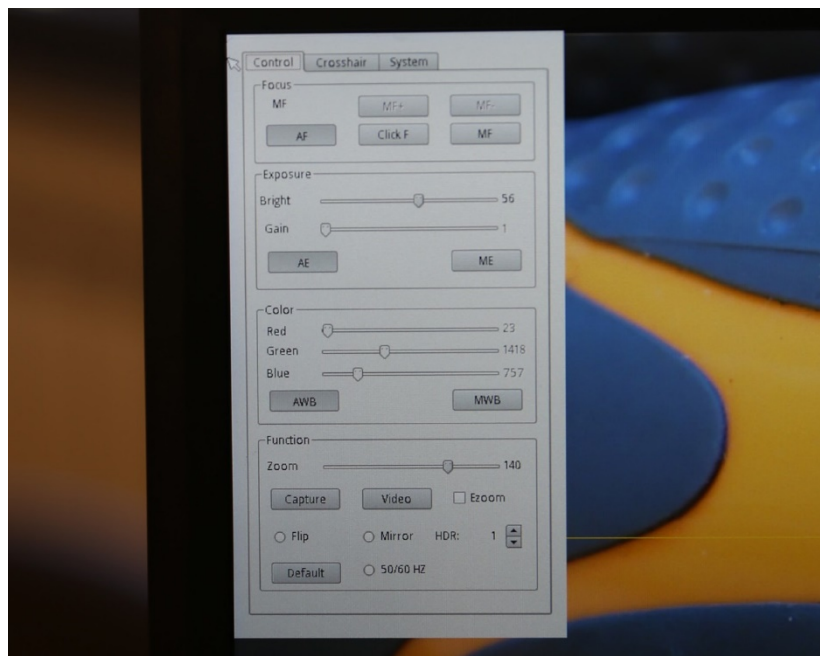 Control Crosshair System
Focus
MF MF+ MF-
AF Click F MF
Exposure
Bright 56
Gain 1
AE ME
Color
Red 23
Green 1418
Blue 757
AWB MWB
Function
Zoom 140
Capture Video Ezoom
Flip Mirror HDR: 1
Default 50/60 HZ